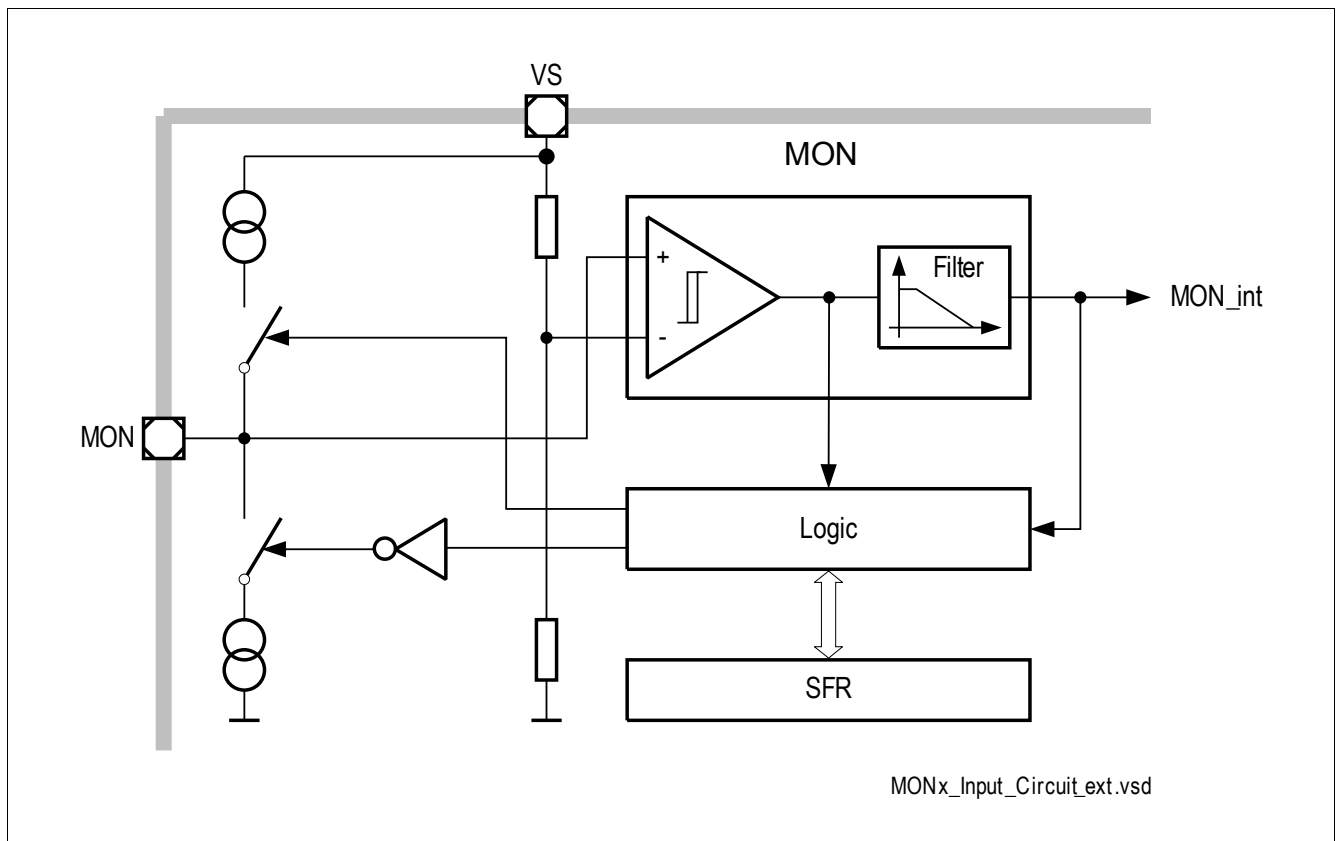 VS
MON
+
Filter
MON_int
-
MON
Logic
SFR
MONx_Input_Circuit_ext.vsd